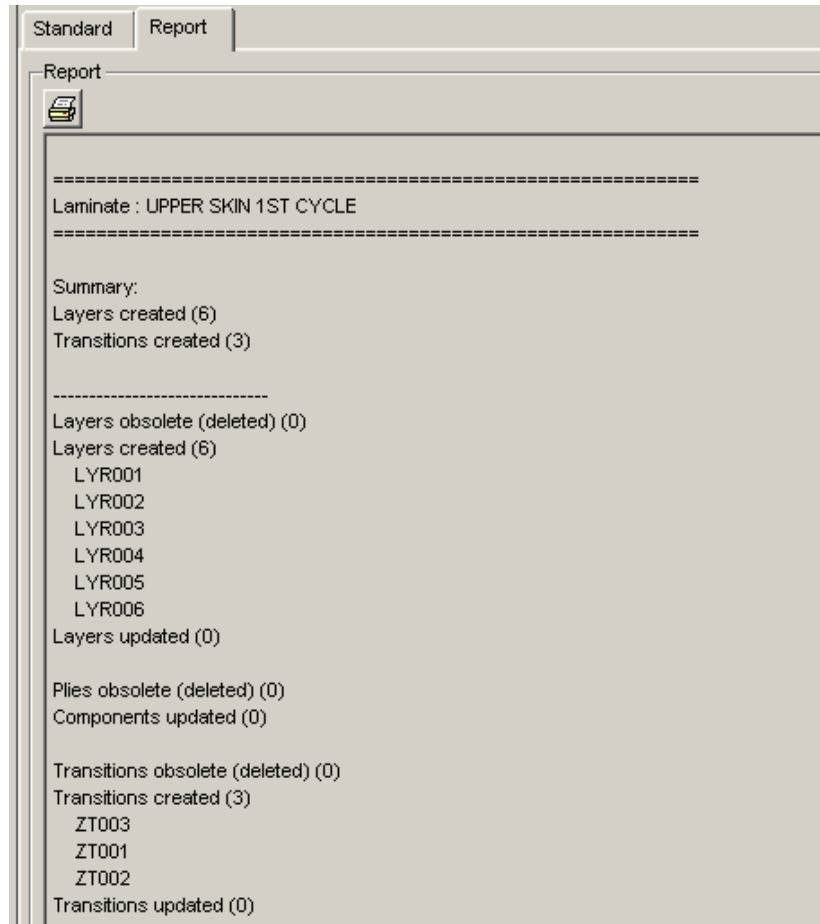 Standard Report
Report
============================================================
Laminate : UPPER SKIN 1ST CYCLE
============================================================
Summary:
Layers created (6)
Transitions created (3)
------------------------------
Layers obsolete (deleted) (0)
Layers created (6)
LYR001
LYR002
LYR003
LYR004
LYR005
LYR006
Layers updated (0)
Plies obsolete (deleted) (0)
Components updated (0)
Transitions obsolete (deleted) (0)
Transitions created (3)
ZT003
ZT001
ZT002
Transitions updated (0)